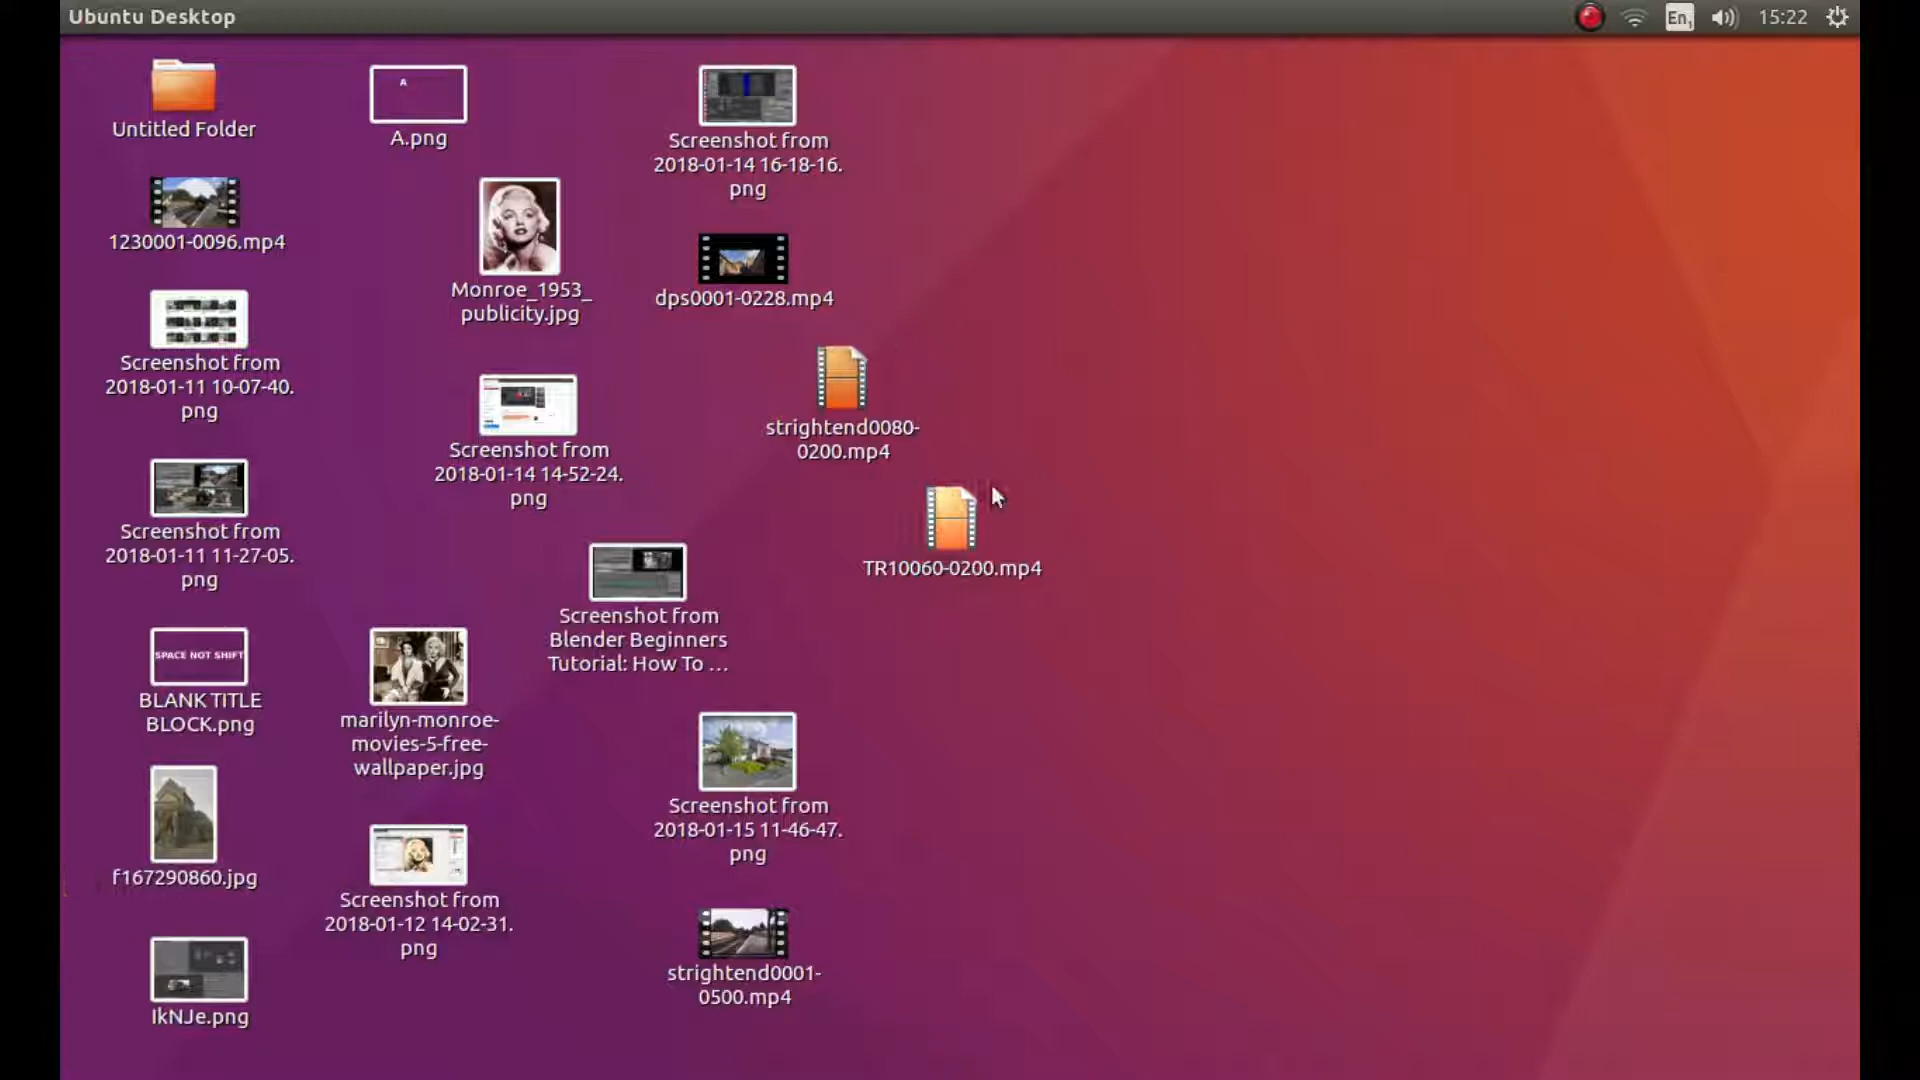 Ubuntu Desktop
En₁
15:22
Untitled Folder
A
A.png
Screenshot from
2018-01-14 16-18-16.
png
1230001-0096.mp4
Monroe_1953_
publicity.jpg
dps0001-0228.mp4
Screenshot from
2018-01-11 10-07-40.
png
strightend0080-
0200.mp4
Screenshot from
2018-01-14 14-52-24.
png
Screenshot from
2018-01-11 11-27-05.
png
TR10060-0200.mp4
Screenshot from
Blender Beginners
Tutorial: How To ...
SPACE NOT SHIFT
BLANK TITLE
BLOCK.png
marilyn-monroe-
movies-5-free-
wallpaper.jpg
Screenshot from
2018-01-15 11-46-47.
png
f167290860.jpg
Screenshot from
2018-01-12 14-02-31.
png
strightend0001-
0500.mp4
IkNJe.png